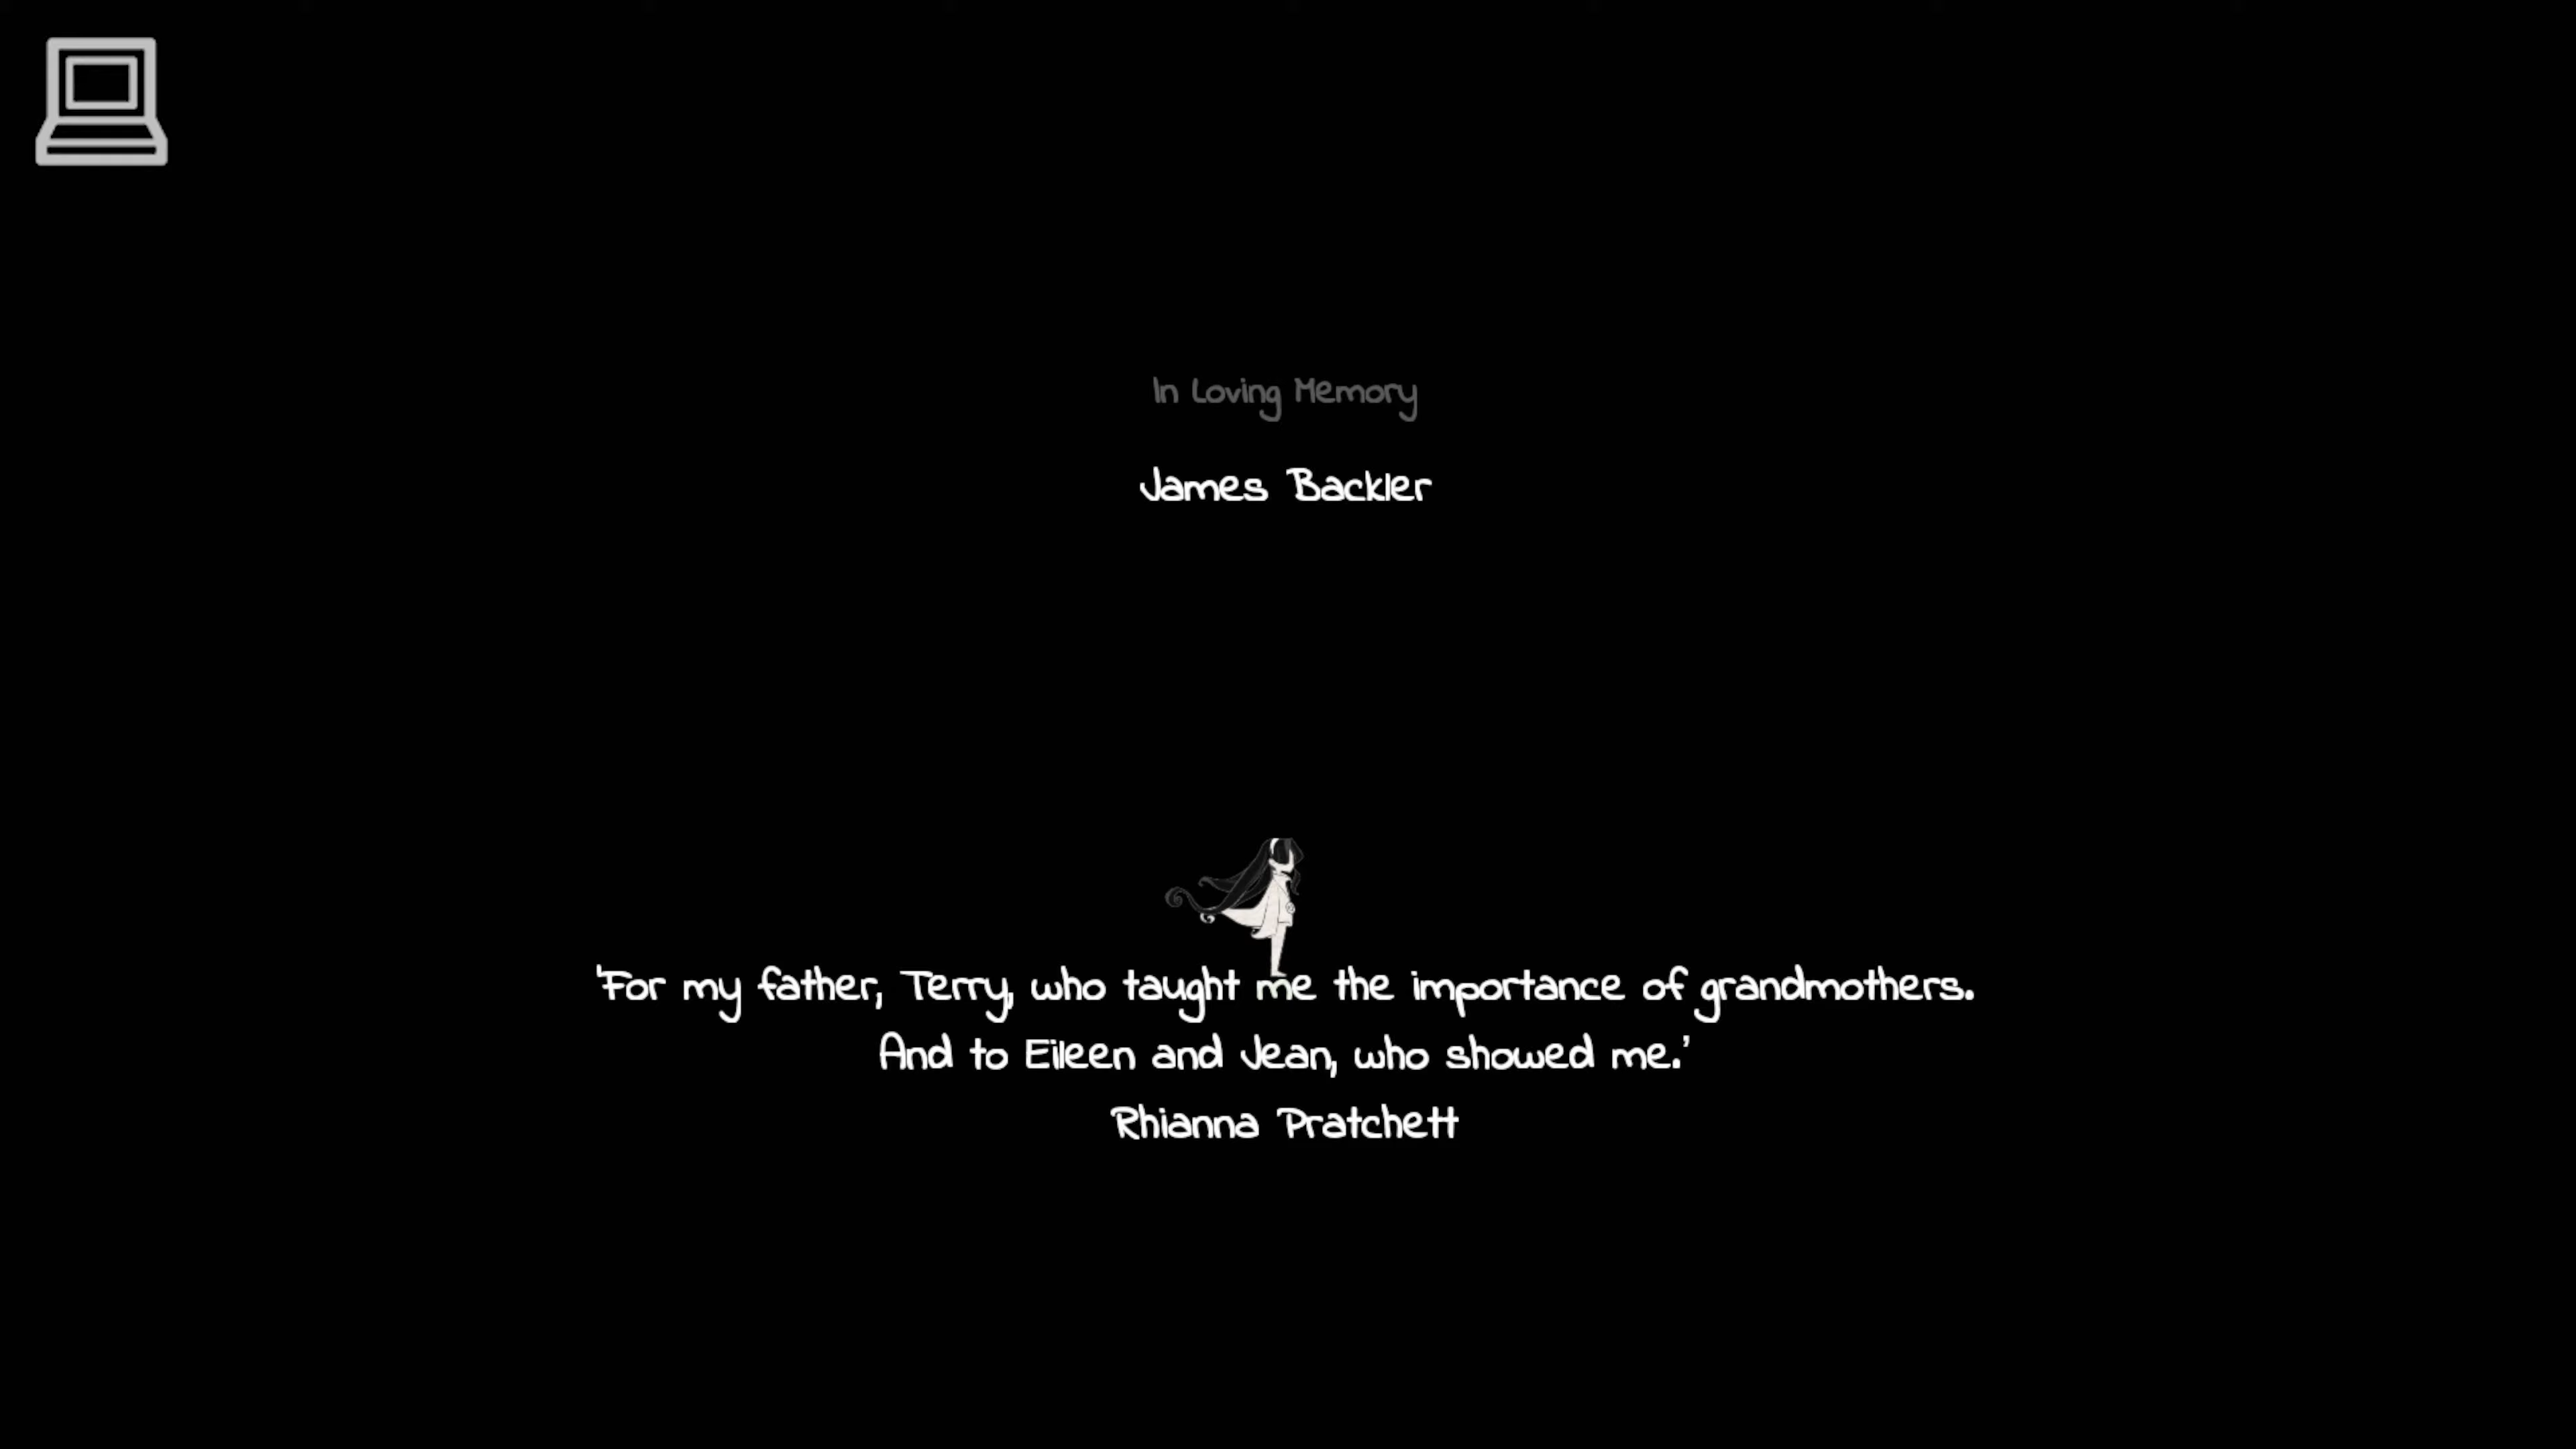 In Loving Memory
James Backler
'For my father, Terry, who taught me the importance of grandmothers.
And to Eileen and Jean, who showed me.'
Rhianna Pratchett